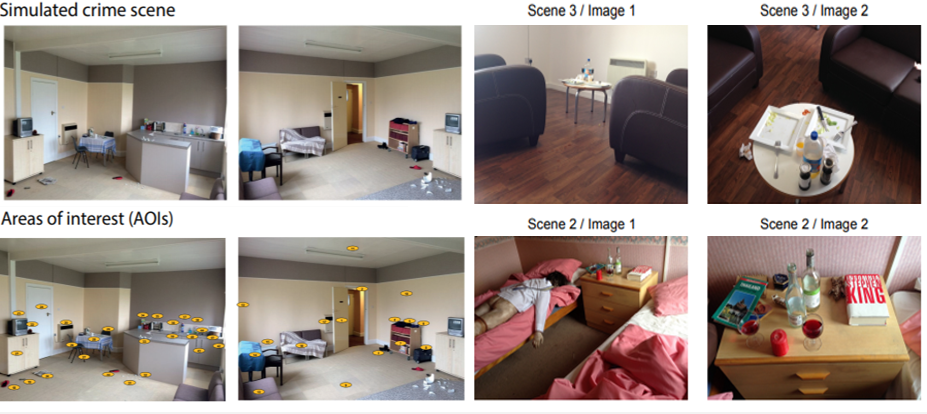 Simulated crime scene
Scene 3 / Image 1
Scene 3 / Image 2
Areas of interest (AOIs)
Scene 2 / Image 1
Scene 2 / Image 2
THAILAND
STEPHEN
KING